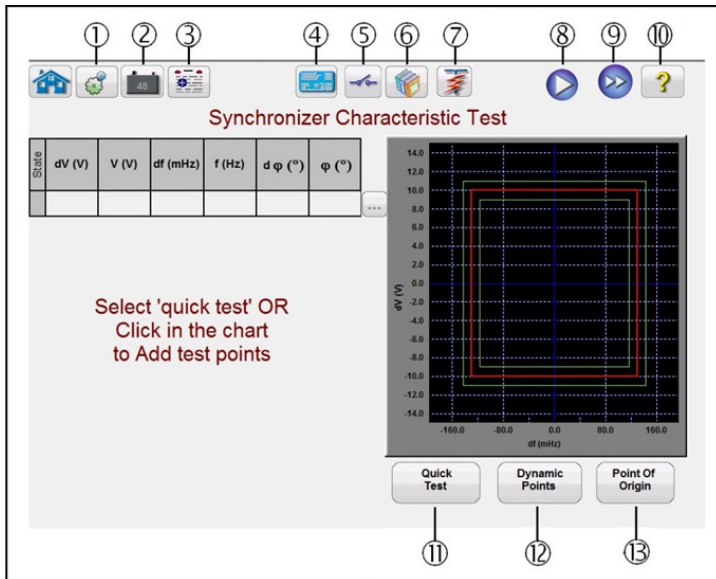 ① ② ③ ④ ⑤ ⑥ ⑦ ⑧ ⑨ ⑩
48
?
Synchronizer Characteristic Test
State dV (V) V (V) df (mHz) f (Hz) d φ (°) φ (°)
...
Select 'quick test' OR
Click in the chart
to Add test points
14.0
12.0
10.0
8.0
6.0
4.0
2.0
0.0
-2.0
-4.0
-6.0
-8.0
-10.0
-12.0
-14.0
dV (V)
-160.0 -80.0 0.0 80.0 160.0
df (mHz)
Quick
Test
Dynamic
Points
Point Of
Origin
⑪ ⑫ ⑬